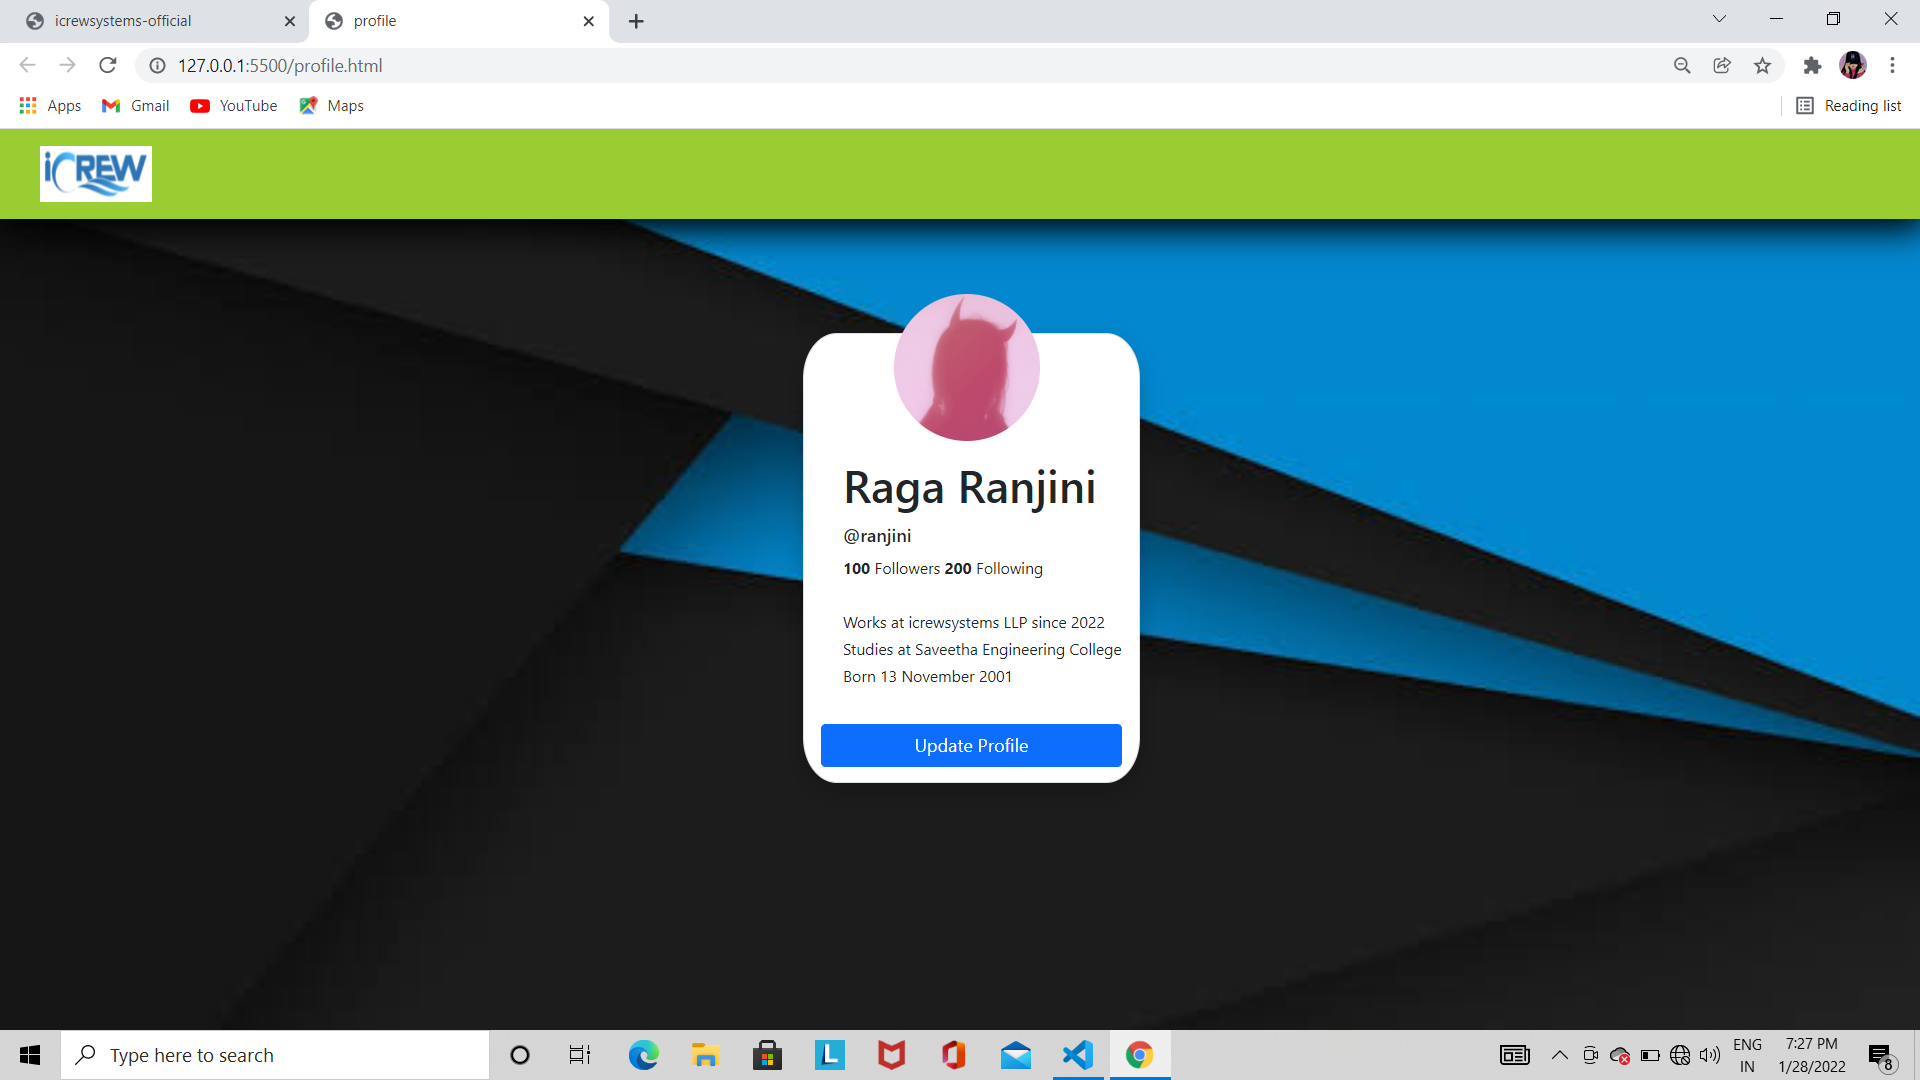 icrewsystems-official
profile
127.0.0.1:5500/profile.html
Apps
Gmail
YouTube
Maps
Reading list
iCREW
Raga Ranjini
@ranjini
100 Followers 200 Following
Works at icrewsystems LLP since 2022
Studies at Saveetha Engineering College
Born 13 November 2001
Update Profile
Type here to search
L
ENG
IN
7:27 PM
1/28/2022
8